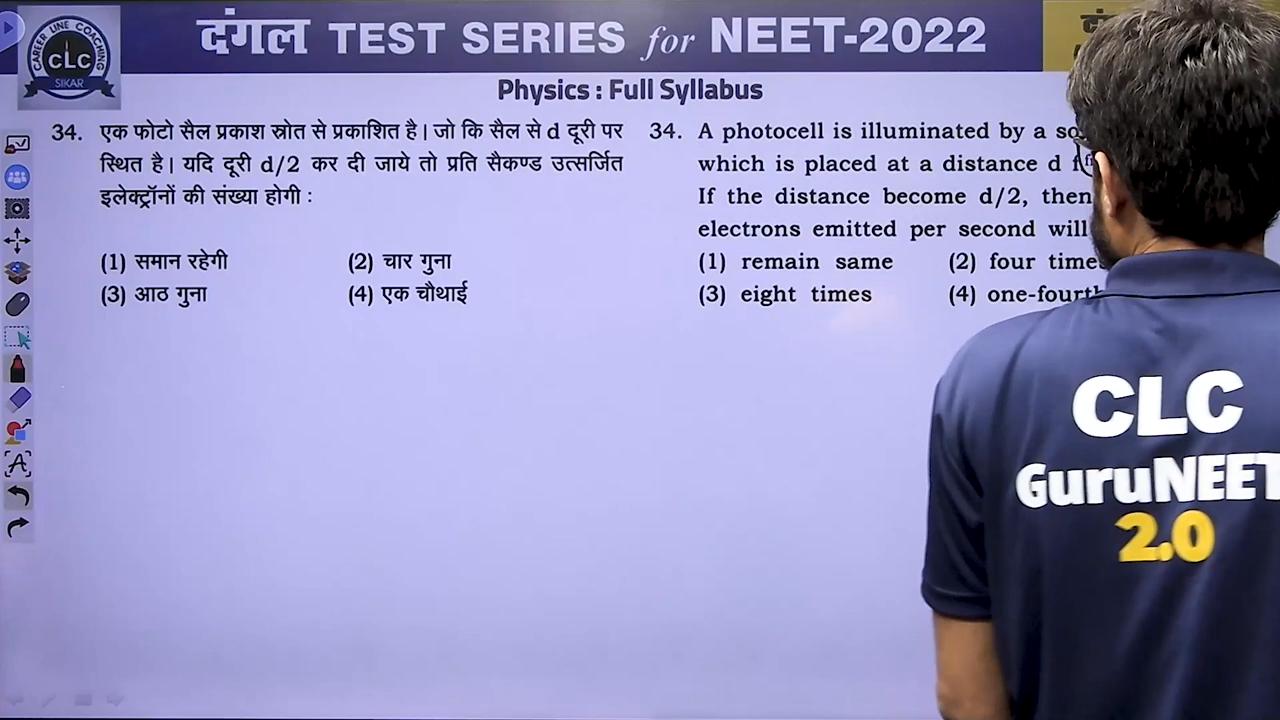 CAREER LINE COACHING
CLC
SIKAR
दंगल TEST SERIES for NEET-2022
Physics : Full Syllabus
34. एक फोटो सैल प्रकाश स्रोत से प्रकाशित है। जो कि सैल से d दूरी पर
स्थित है। यदि दूरी d/2 कर दी जाये तो प्रति सैकण्ड उत्सर्जित
इलेक्ट्रॉनों की संख्या होगी :
(1) समान रहेगी (2) चार गुना
(3) आठ गुना (4) एक चौथाई
34. A photocell is illuminated by a
which is placed at a distance d
If the distance become d/2, then
electrons emitted per second will
(1) remain same (2) four times
(3) eight times (4) one-fourth
CLC
GuruNEET
2.0